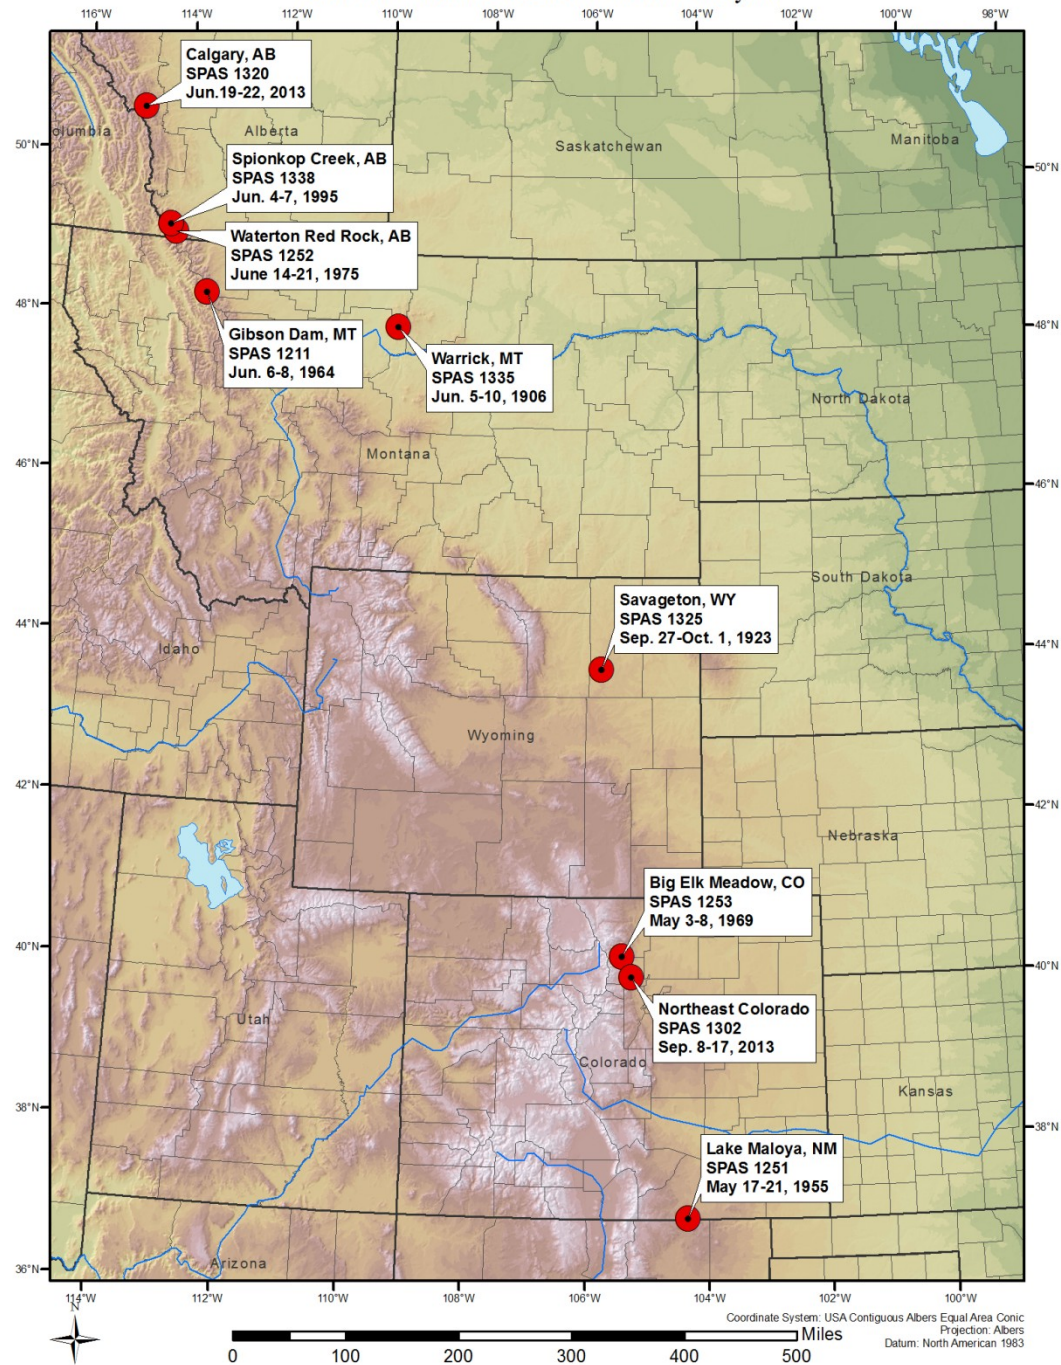 116°W 114°W 112°W 110°W 108°W 106°W 104°W 102°W 100°W 98°W
Calgary, AB
SPAS 1320
Jun.19-22, 2013
olumbia
Alberta
Saskatchewan
Manitoba
50°N
50°N
Spionkop Creek, AB
SPAS 1338
Jun. 4-7, 1995
Waterton Red Rock, AB
SPAS 1252
June 14-21, 1975
48°N
48°N
Gibson Dam, MT
SPAS 1211
Jun. 6-8, 1964
Warrick, MT
SPAS 1335
Jun. 5-10, 1906
North Dakota
Montana
46°N
46°N
South Dakota
Savageton, WY
SPAS 1325
Sep. 27-Oct. 1, 1923
Idaho
44°N
44°N
Wyoming
42°N
42°N
Nebraska
Big Elk Meadow, CO
SPAS 1253
May 3-8, 1969
40°N
40°N
Northeast Colorado
SPAS 1302
Sep. 8-17, 2013
Utah
Colorado
Kansas
38°N
38°N
Lake Maloya, NM
SPAS 1251
May 17-21, 1955
Arizona
36°N
36°N
114°W 112°W 110°W 108°W 106°W 104°W 102°W 100°W
N
Coordinate System: USA Contiguous Albers Equal Area Conic
Projection: Albers
Datum: North American 1983
Miles
0 100 200 300 400 500